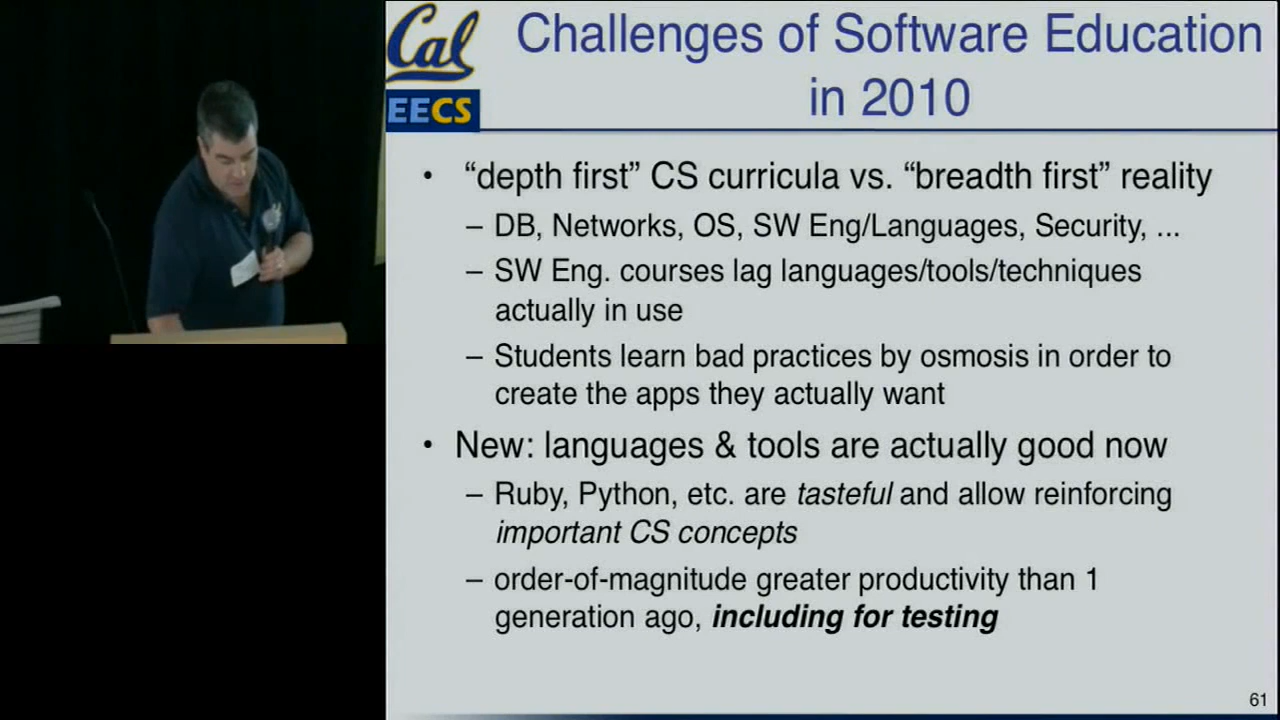 Cal
EECS
Challenges of Software Education
in 2010
• “depth first” CS curricula vs. “breadth first” reality
– DB, Networks, OS, SW Eng/Languages, Security, ...
– SW Eng. courses lag languages/tools/techniques
actually in use
– Students learn bad practices by osmosis in order to
create the apps they actually want
• New: languages & tools are actually good now
– Ruby, Python, etc. are tasteful and allow reinforcing
important CS concepts
– order-of-magnitude greater productivity than 1
generation ago, including for testing
61